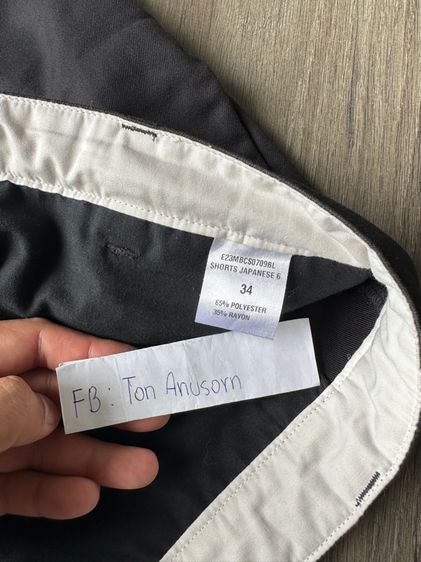 E23MBCS0709BL
SHORTS JAPANESE 6
34
65% POLYESTER
35% RAYON
FB: Ton Anusorn